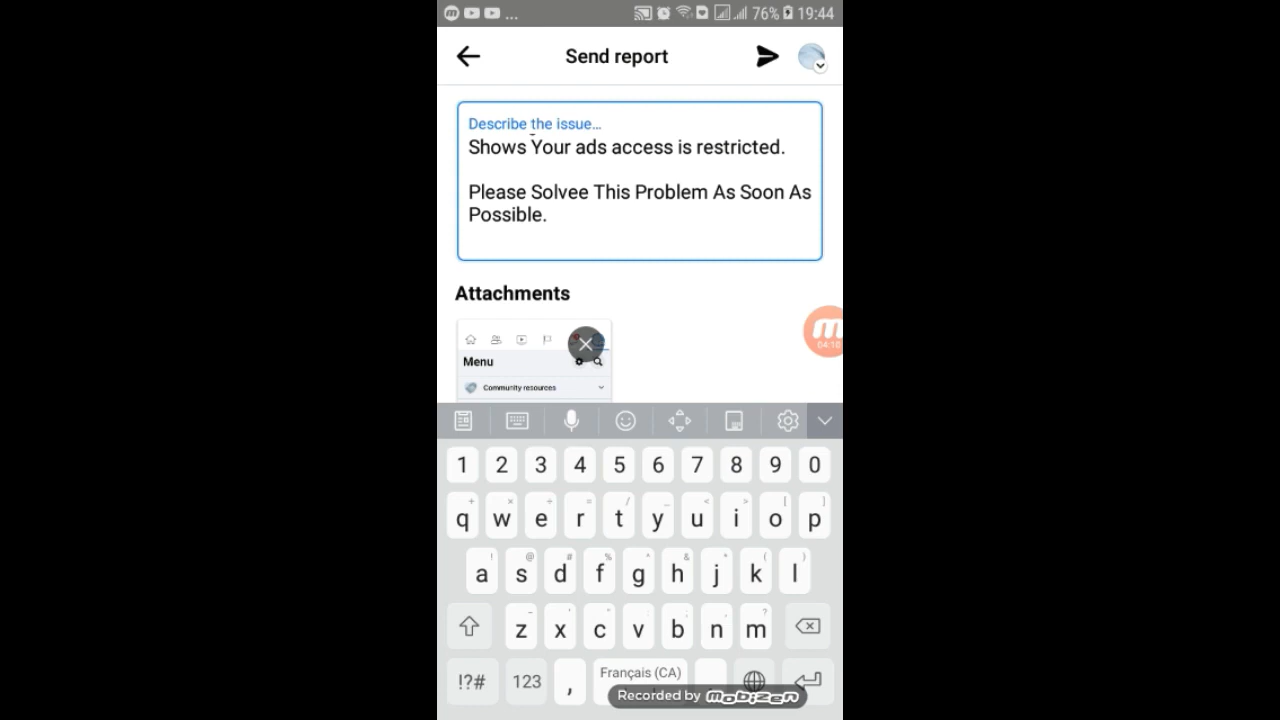 ... 76% 19:44
Send report
Describe the issue...
Shows Your ads access is restricted.
Please Solvee This Problem As Soon As
Possible.
Attachments
04:10
Menu
Community resources
1 2 3 4 5 6 7 8 9 0
+ × ÷ = / _ < > [ ]
q w e r t y u i o p
! @ # % ^ & * ( )
a s d f g h j k l
- ' " : ; , ?
z x c v b n m
!?# 123 , Français (CA)
Recorded by mobizen